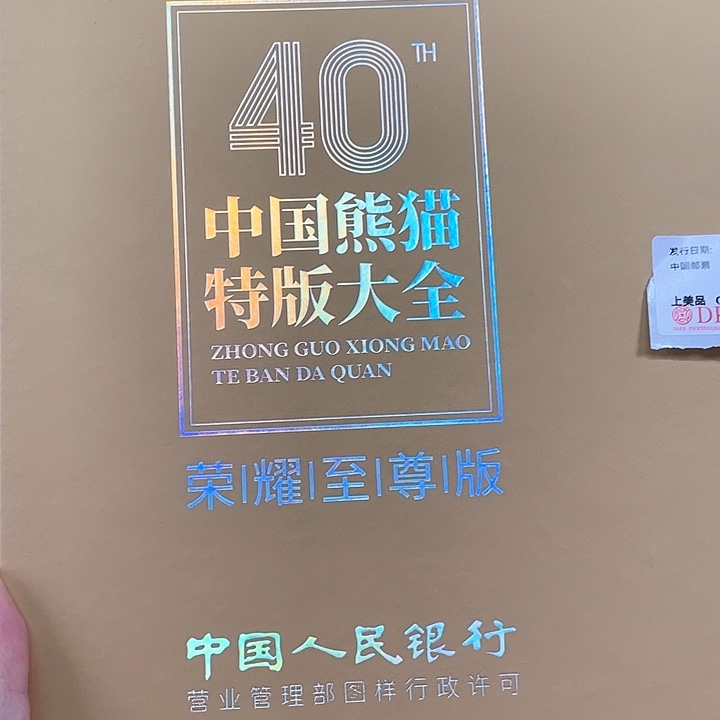 40TH
中国熊猫
特版大全
ZHONG GUO XIONG MAO
TE BAN DA QUAN
荣|耀|至|尊|版
中国人民银行
营业管理部图样行政许可
发行日期:
中国邮票
上美品